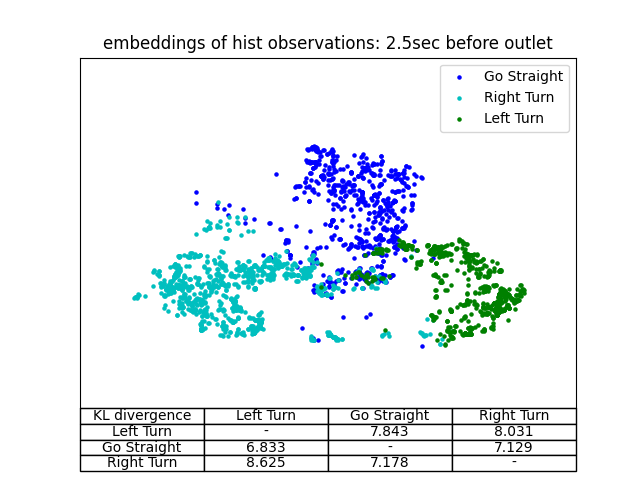 embeddings of hist observations: 2.5sec before outlet
Go Straight
Right Turn
Left Turn
KL divergence Left Turn Go Straight Right Turn
Left Turn - 7.843 8.031
Go Straight 6.833 - 7.129
Right Turn 8.625 7.178 -